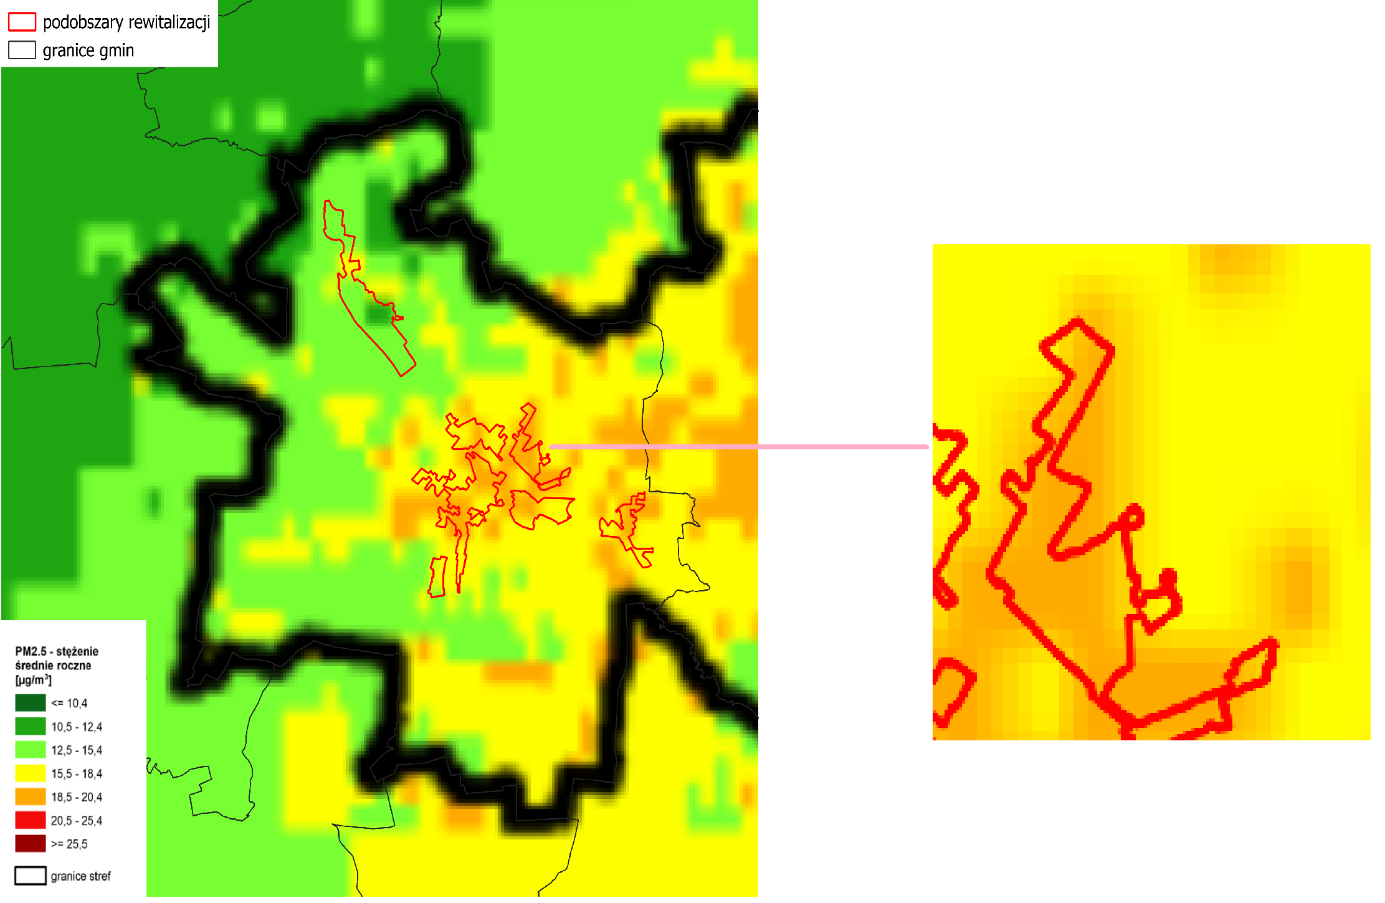 podobszary rewitalizacji
granice gmin
PM2.5 - stężenie
średnie roczne
[µg/m³]
<= 10,4
10,5 - 12,4
12,5 - 15,4
15,5 - 18,4
18,5 - 20,4
20,5 - 25,4
>= 25,5
granice stref